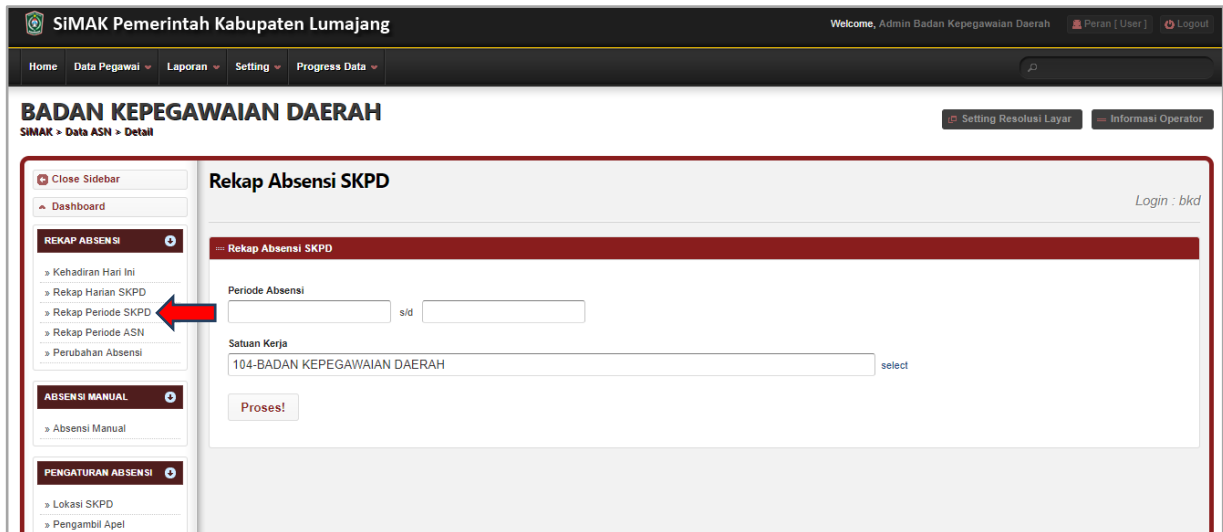 SiMAK Pemerintah Kabupaten Lumajang
Welcome, Admin Badan Kepegawaian Daerah Peran [ User ] Logout
Home Data Pegawai Laporan Setting Progress Data
BADAN KEPEGAWAIAN DAERAH
SiMAK > Data ASN > Detail
Setting Resolusi Layar Informasi Operator
Close Sidebar
Dashboard
REKAP ABSENSI
» Kehadiran Hari Ini
» Rekap Harian SKPD
» Rekap Periode SKPD
» Rekap Periode ASN
» Perubahan Absensi
ABSENSI MANUAL
» Absensi Manual
PENGATURAN ABSENSI
» Lokasi SKPD
» Pengambil Apel
Rekap Absensi SKPD
Login : bkd
Rekap Absensi SKPD
Periode Absensi
s/d
Satuan Kerja
104-BADAN KEPEGAWAIAN DAERAH select
Proses!